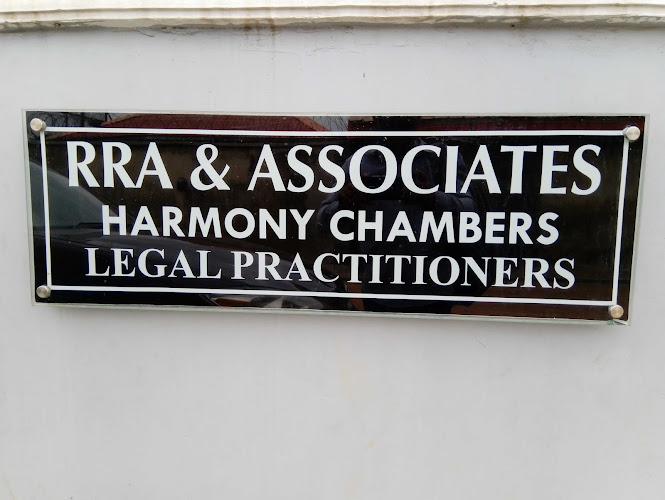 RRA & ASSOCIATES
HARMONY CHAMBERS
LEGAL PRACTITIONERS